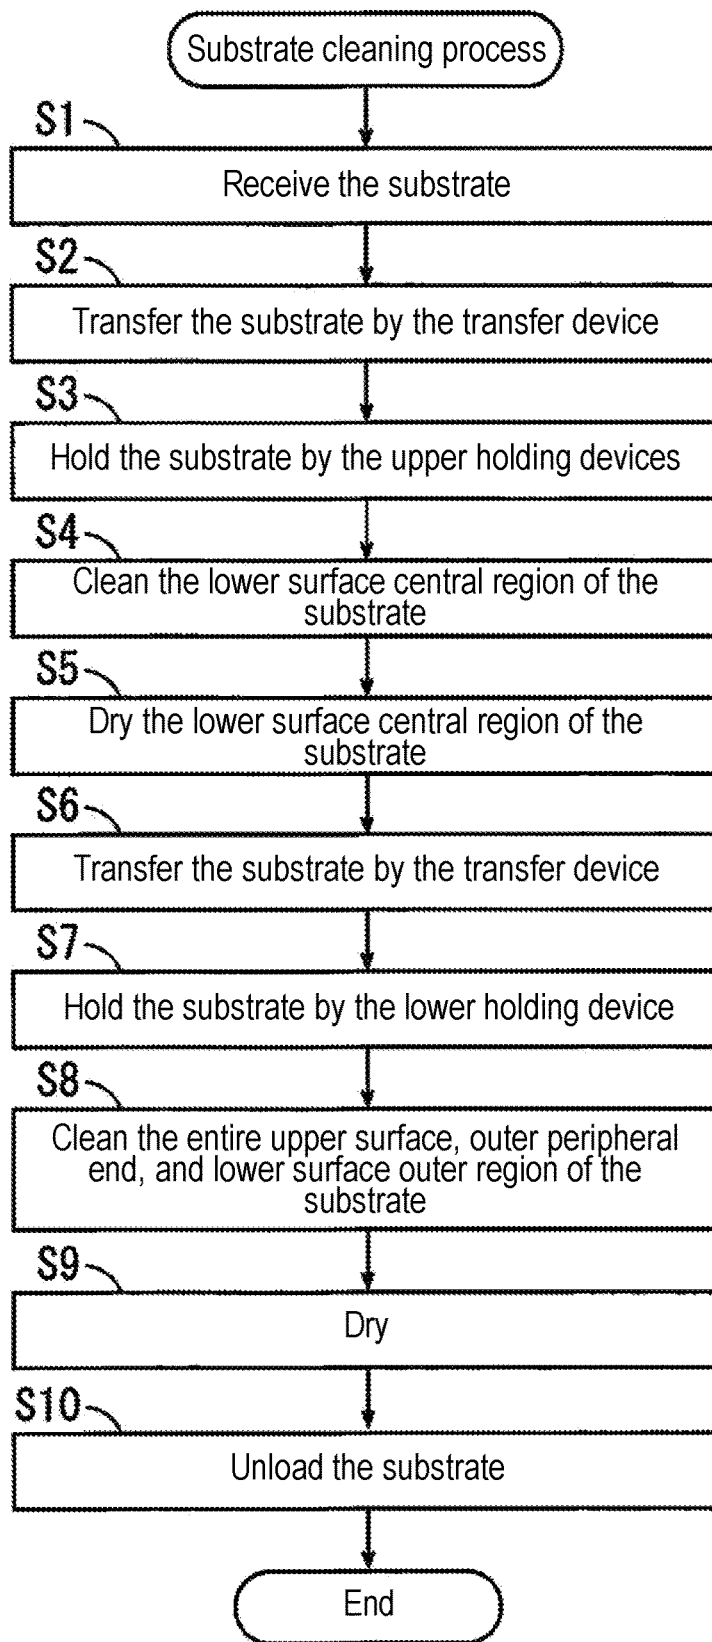 Substrate cleaning process
S1
Receive the substrate
S2
Transfer the substrate by the transfer device
S3
Hold the substrate by the upper holding devices
S4
Clean the lower surface central region of the
substrate
S5
Dry the lower surface central region of the
substrate
S6
Transfer the substrate by the transfer device
S7
Hold the substrate by the lower holding device
S8
Clean the entire upper surface, outer peripheral
end, and lower surface outer region of the
substrate
S9
Dry
S10
Unload the substrate
End